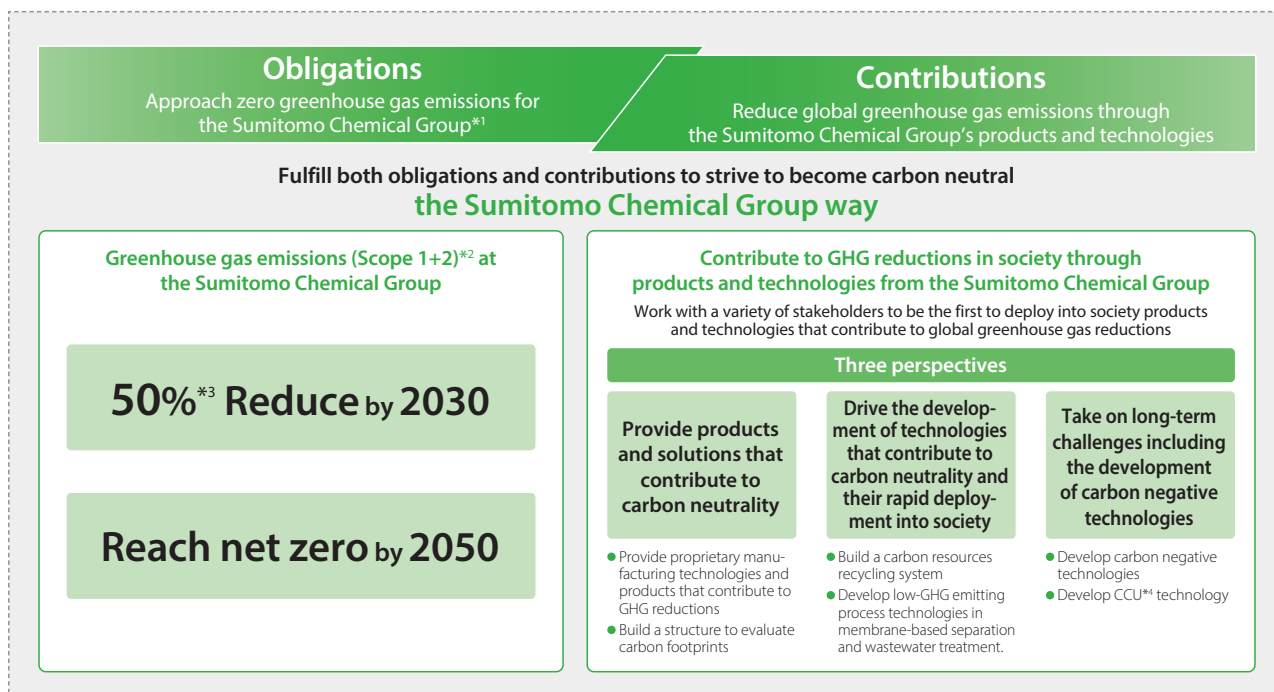 Obligations
Approach zero greenhouse gas emissions for
the Sumitomo Chemical Group*1
Contributions
Reduce global greenhouse gas emissions through
the Sumitomo Chemical Group's products and technologies
Fulfill both obligations and contributions to strive to become carbon neutral
the Sumitomo Chemical Group way
Greenhouse gas emissions (Scope 1+2)*2 at
the Sumitomo Chemical Group
50%*3 Reduce by 2030
Reach net zero by 2050
Contribute to GHG reductions in society through
products and technologies from the Sumitomo Chemical Group
Work with a variety of stakeholders to be the first to deploy into society products
and technologies that contribute to global greenhouse gas reductions
Three perspectives
Provide products
and solutions that
contribute to
carbon neutrality
● Provide proprietary manu-
facturing technologies and
products that contribute to
GHG reductions
● Build a structure to evaluate
carbon footprints
Drive the develop-
ment of technologies
that contribute to
carbon neutrality and
their rapid deploy-
ment into society
● Build a carbon resources
recycling system
● Develop low-GHG emitting
process technologies in
membrane-based separation
and wastewater treatment.
Take on long-term
challenges including
the development
of carbon negative
technologies
● Develop carbon negative
technologies
● Develop CCU*4 technology